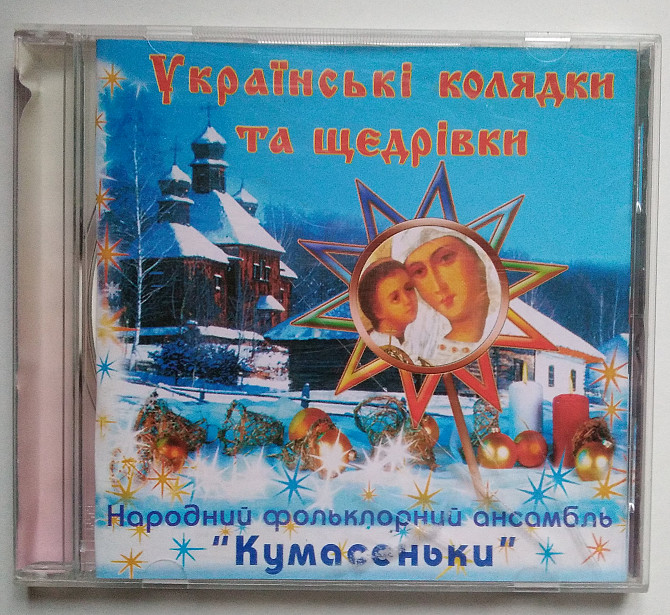 Українські колядки
та щедрівки
Народний фольклорний ансамбль
"Кумасеньки"